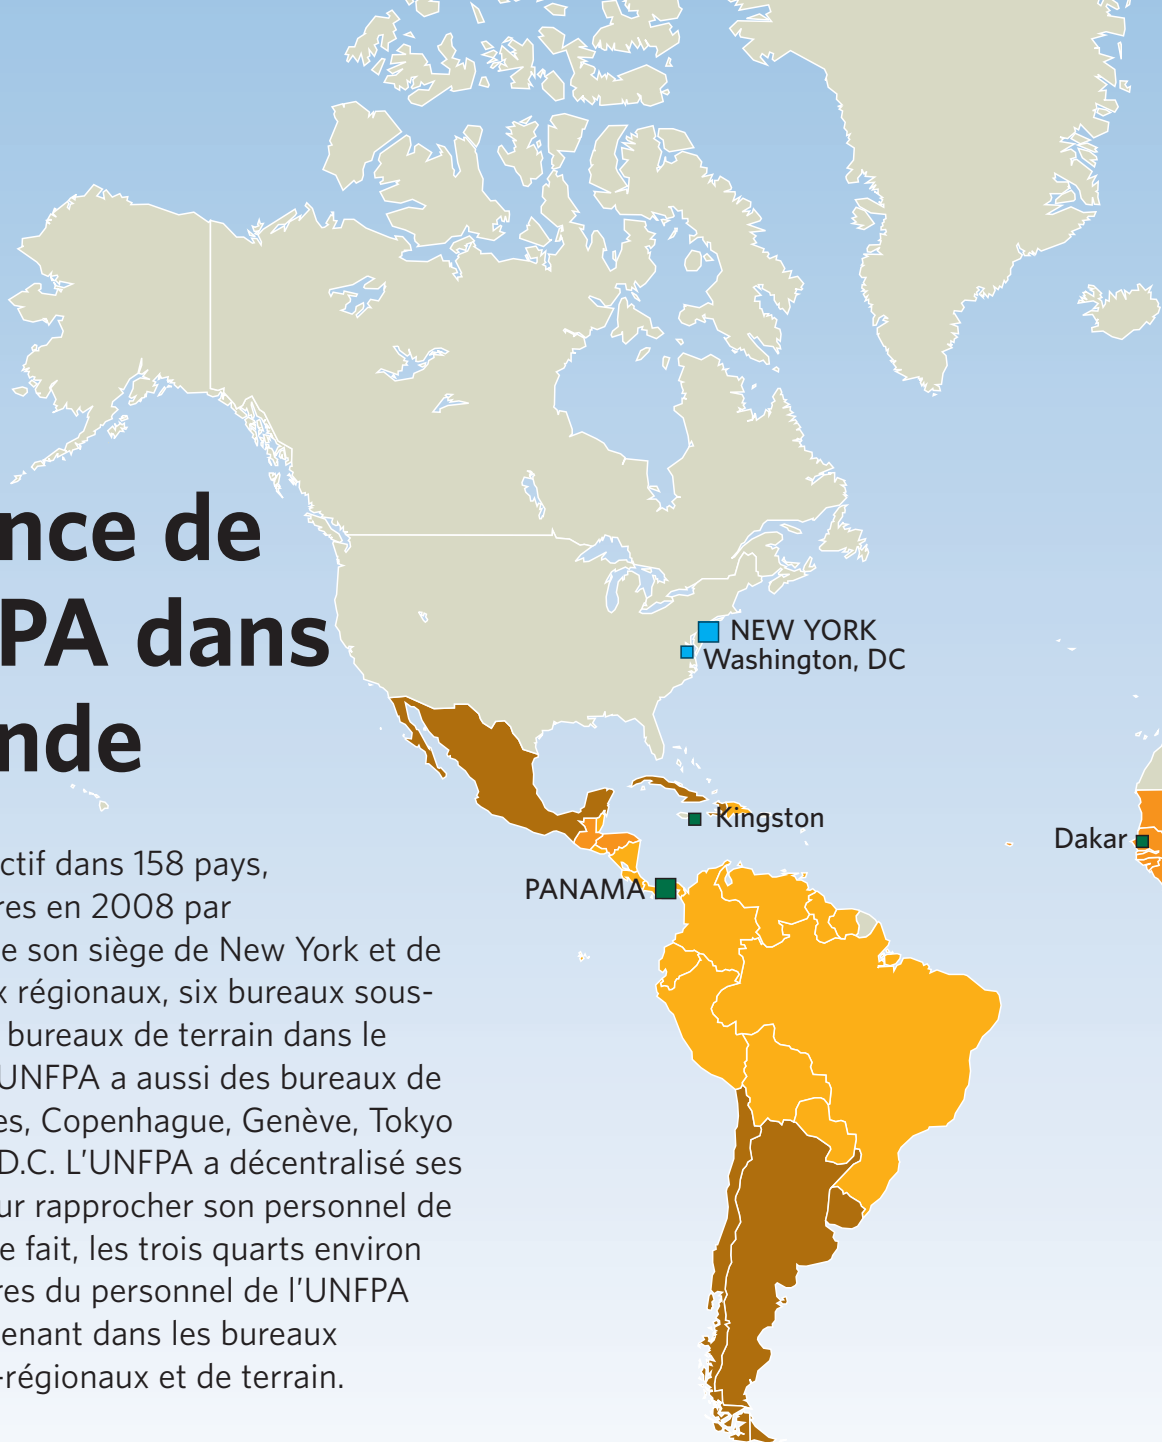 nce de
PA dans
nde
ctif dans 158 pays,
res en 2008 par
e son siège de New York et de
x régionaux, six bureaux sous-
bureaux de terrain dans le
UNFPA a aussi des bureaux de
es, Copenhague, Genève, Tokyo
D.C. L’UNFPA a décentralisé ses
ur rapprocher son personnel de
e fait, les trois quarts environ
res du personnel de l’UNFPA
enant dans les bureaux
-régionaux et de terrain.
NEW YORK
Washington, DC
Kingston
Dakar
PANAMA